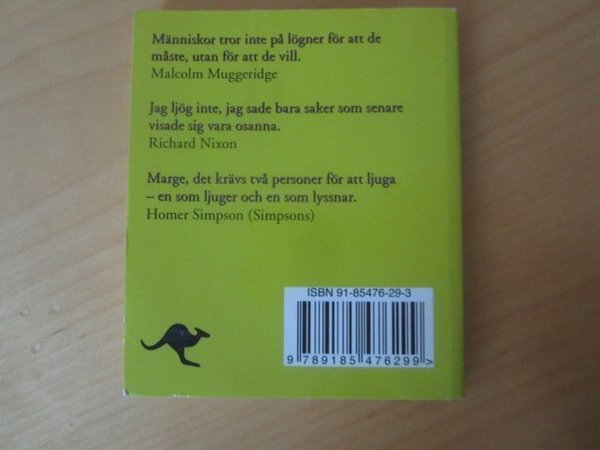 Människor tror inte på lögner för att de
måste, utan för att de vill.
Malcolm Muggeridge
Jag ljög inte, jag sade bara saker som senare
visade sig vara osanna.
Richard Nixon
Marge, det krävs två personer för att ljuga
– en som ljuger och en som lyssnar.
Homer Simpson (Simpsons)
ISBN 91-85476-29-3
9 789185 476299 >